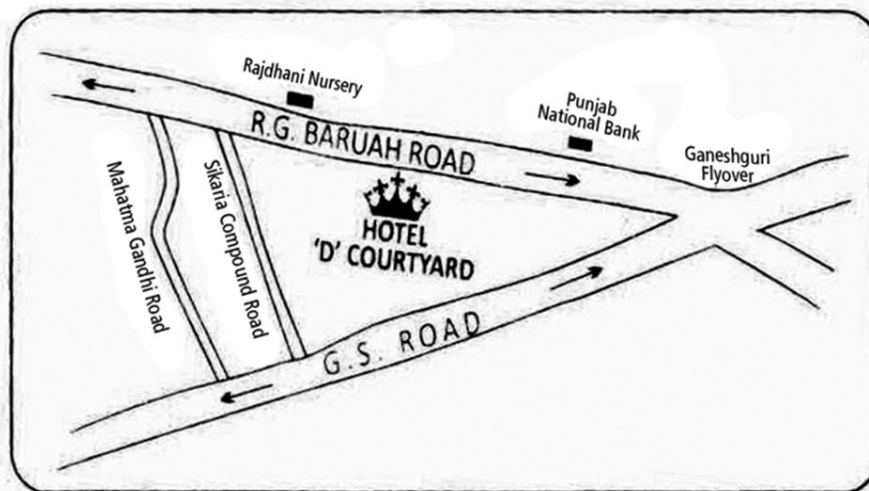 Rajdhani Nursery
Punjab
National Bank
R.G. BARUAH ROAD
Ganeshguri
Flyover
Mahatma Gandhi Road
Sikaria Compound Road
HOTEL
'D' COURTYARD
G.S. ROAD